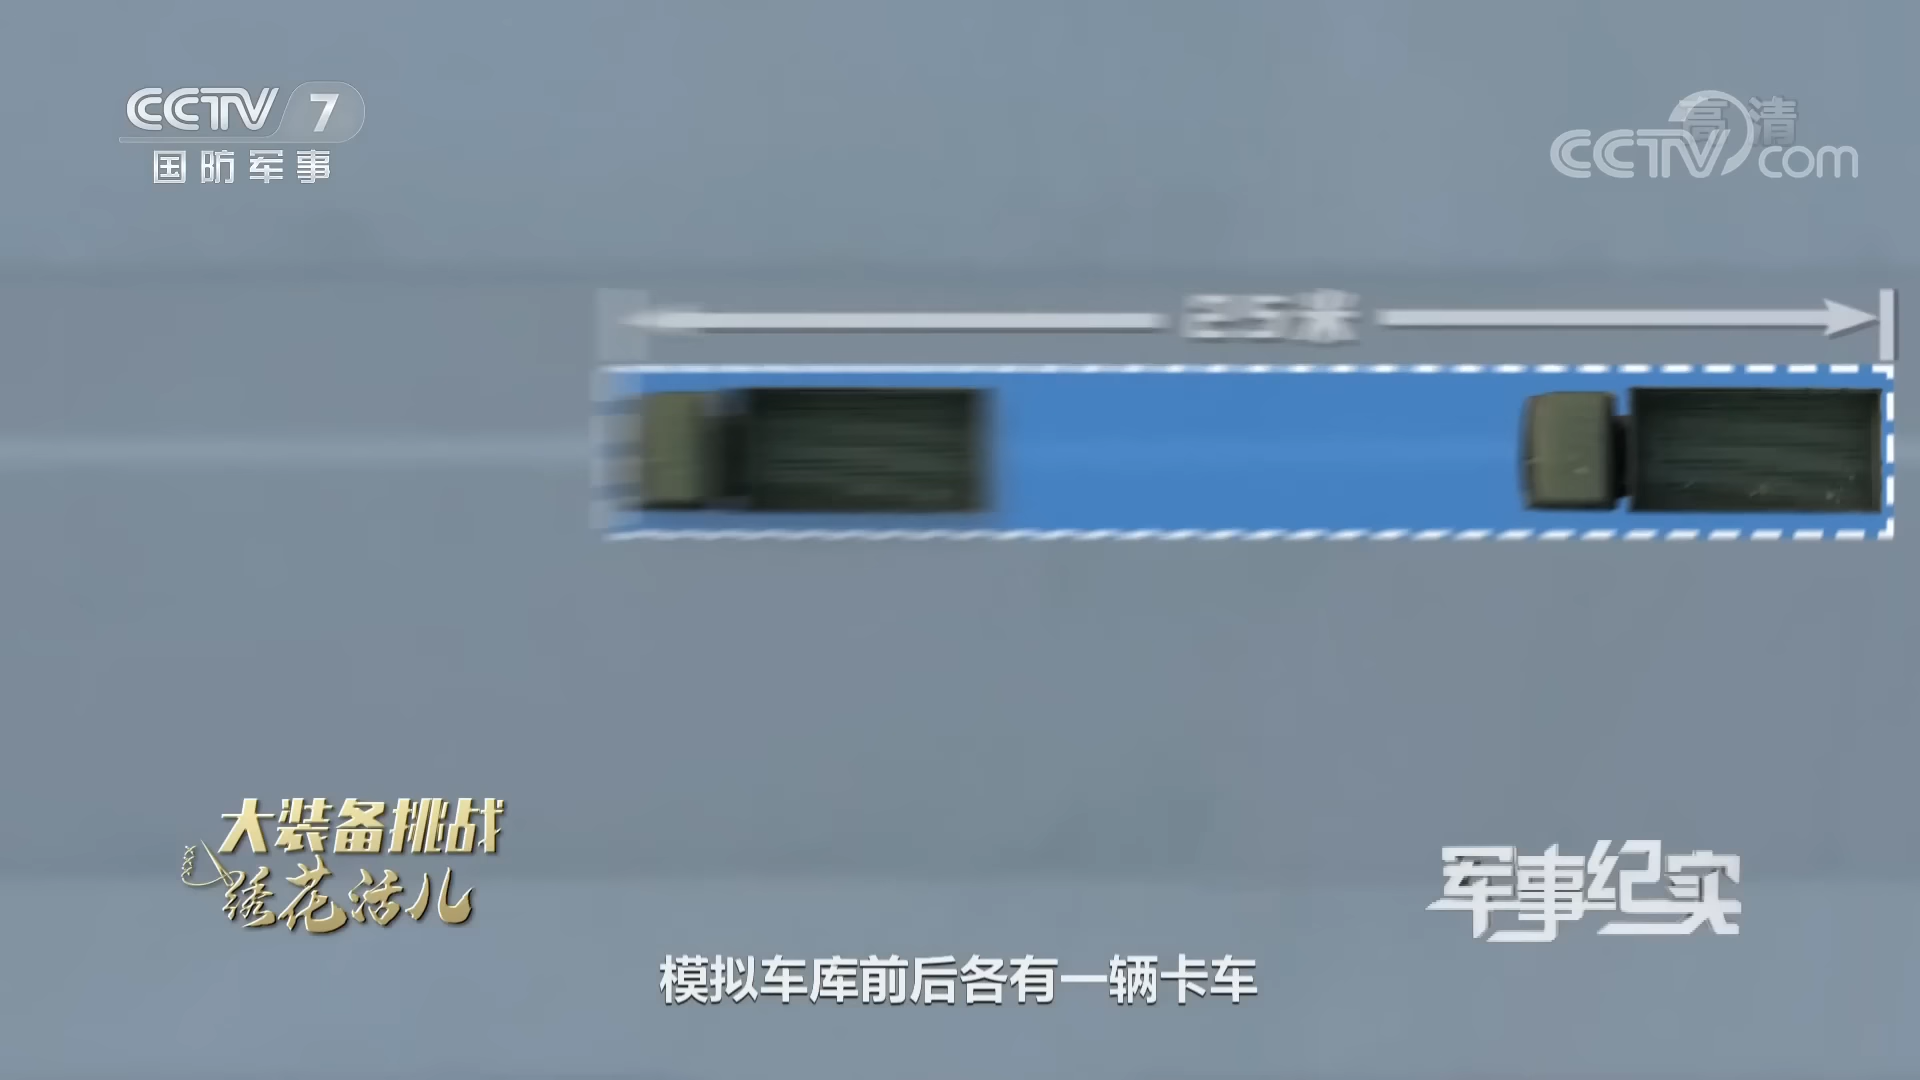 CCTV 7
国防军事
高清
CCTV.com
大装备挑战
绣花活儿
军事纪实
模拟车库前后各有一辆卡车